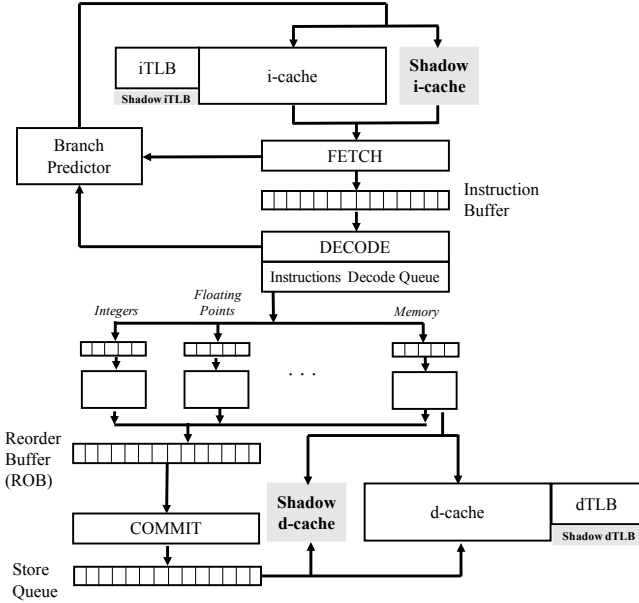 iTLB
i-cache
Shadow
i-cache
Shadow iTLB
Branch
Predictor
FETCH
Instruction
Buffer
DECODE
Instructions Decode Queue
Integers
Floating
Points
Memory
. . .
Reorder
Buffer
(ROB)
Shadow
d-cache
d-cache
dTLB
Shadow dTLB
COMMIT
Store
Queue